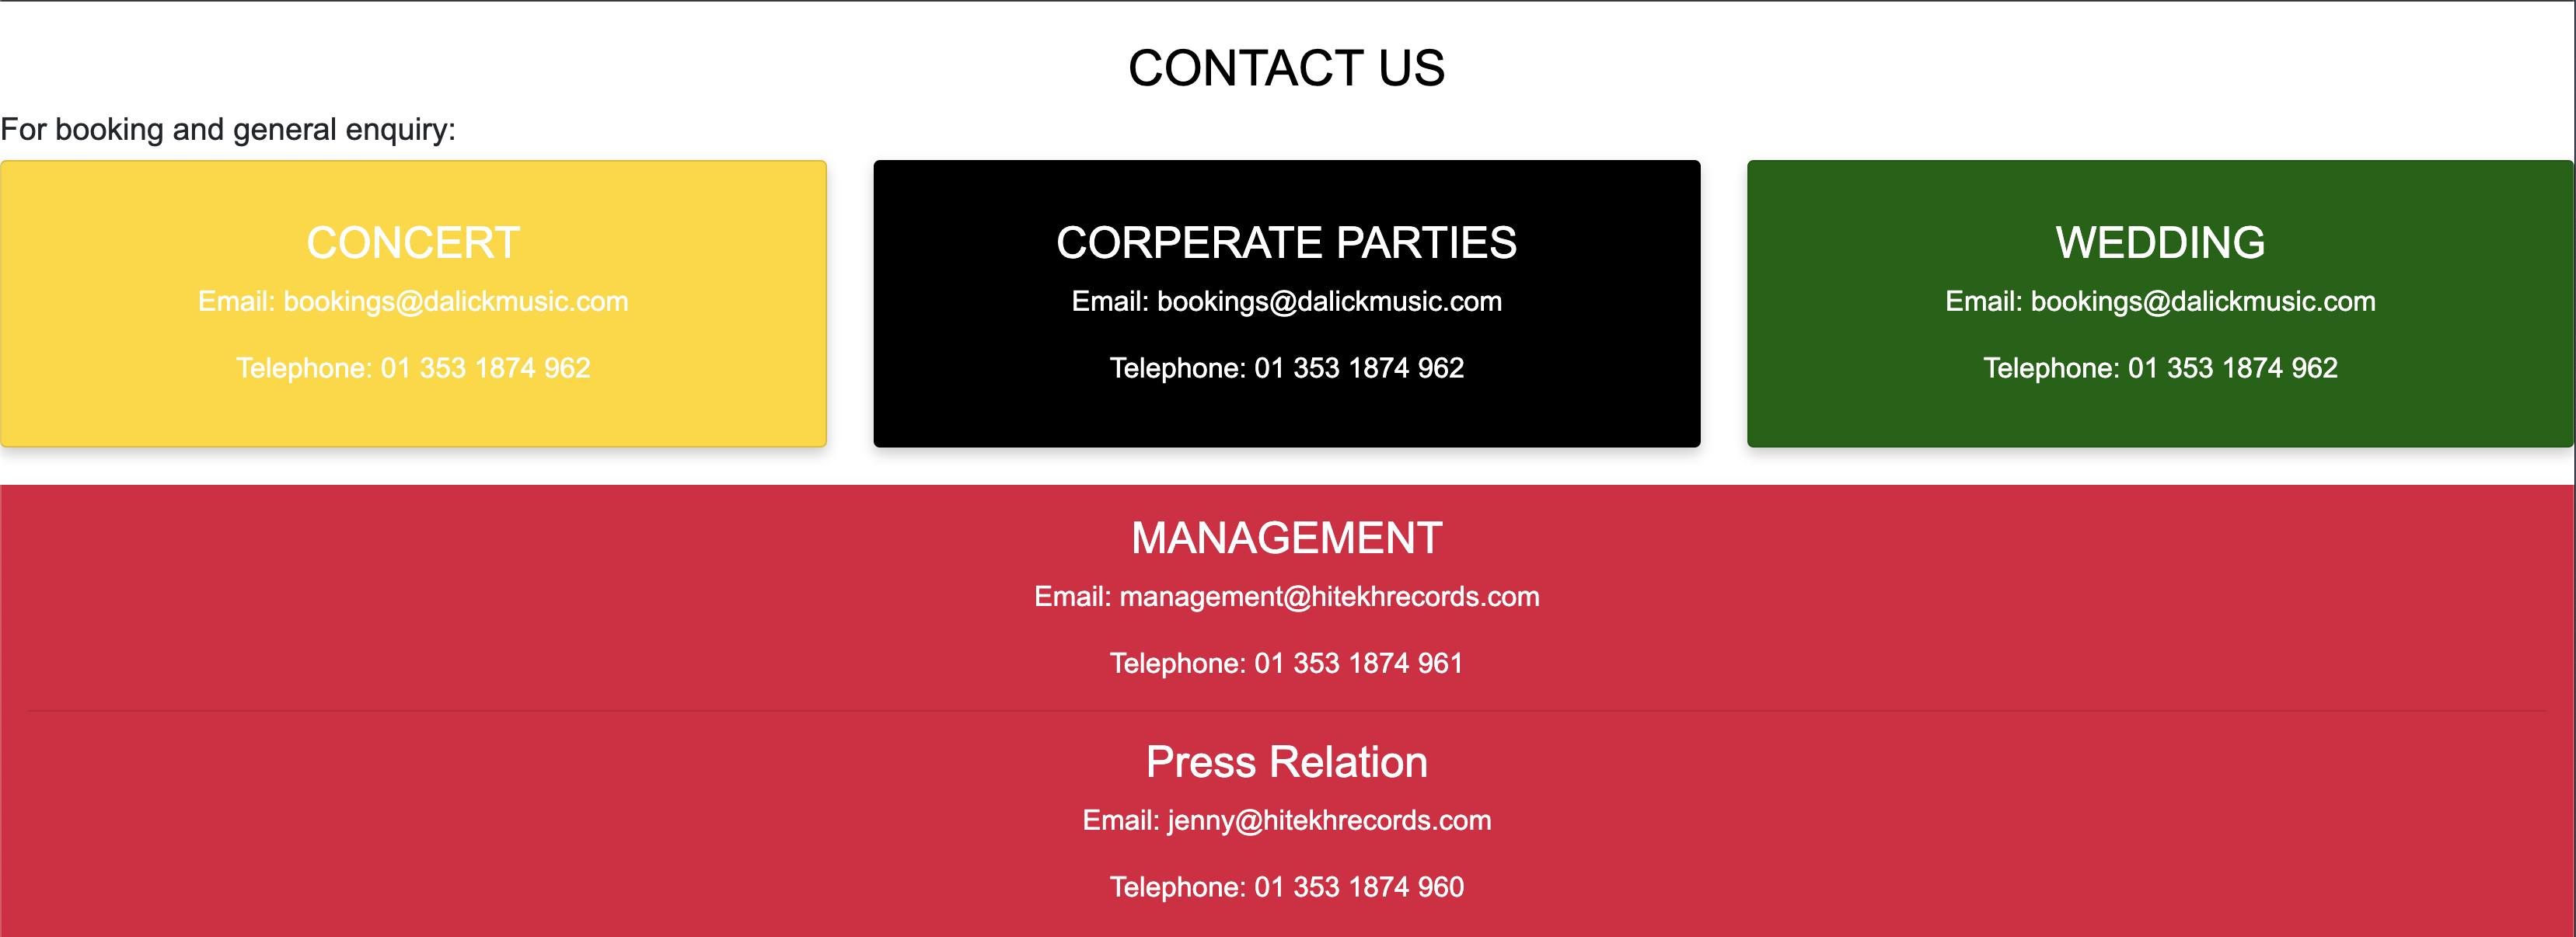 CONTACT US
For booking and general enquiry:
CONCERT
Email: bookings@dalickmusic.com
Telephone: 01 353 1874 962
CORPERATE PARTIES
Email: bookings@dalickmusic.com
Telephone: 01 353 1874 962
WEDDING
Email: bookings@dalickmusic.com
Telephone: 01 353 1874 962
MANAGEMENT
Email: management@hitekhrecords.com
Telephone: 01 353 1874 961
Press Relation
Email: jenny@hitekhrecords.com
Telephone: 01 353 1874 960